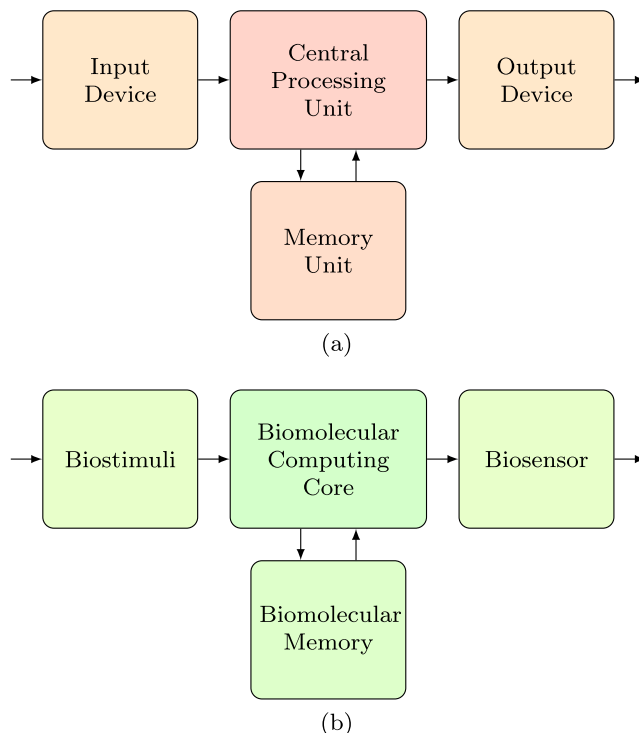 Input
Device
Central
Processing
Unit
Output
Device
Memory
Unit
(a)
Biostimuli
Biomolecular
Computing
Core
Biosensor
Biomolecular
Memory
(b)